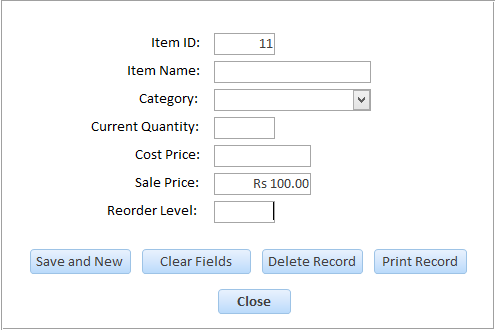 Item ID: 11
Item Name:
Category:
Current Quantity:
Cost Price:
Sale Price: Rs 100.00
Reorder Level:
Save and New Clear Fields Delete Record Print Record
Close